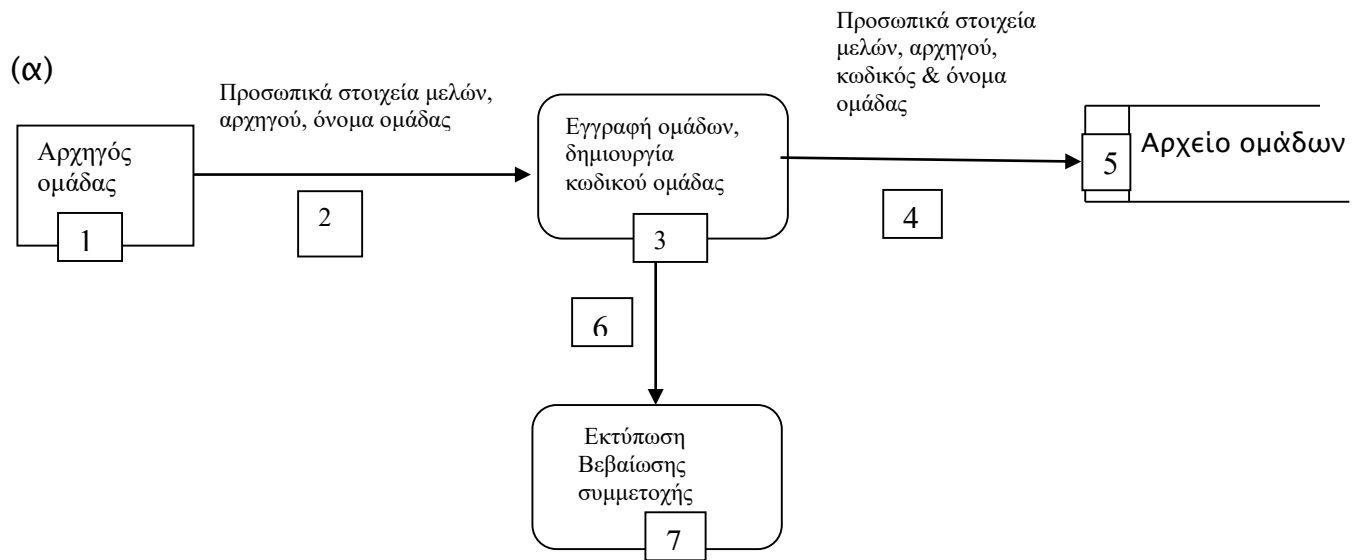 (α)
Προσωπικά στοιχεία μελών,
αρχηγού, όνομα ομάδας
Προσωπικά στοιχεία
μελών, αρχηγού,
κωδικός & όνομα
ομάδας
Αρχηγός
ομάδας
1
2
Εγγραφή ομάδων,
δημιουργία
κωδικού ομάδας
3
4
5
Αρχείο ομάδων
6
Εκτύπωση
Βεβαίωσης
συμμετοχής
7